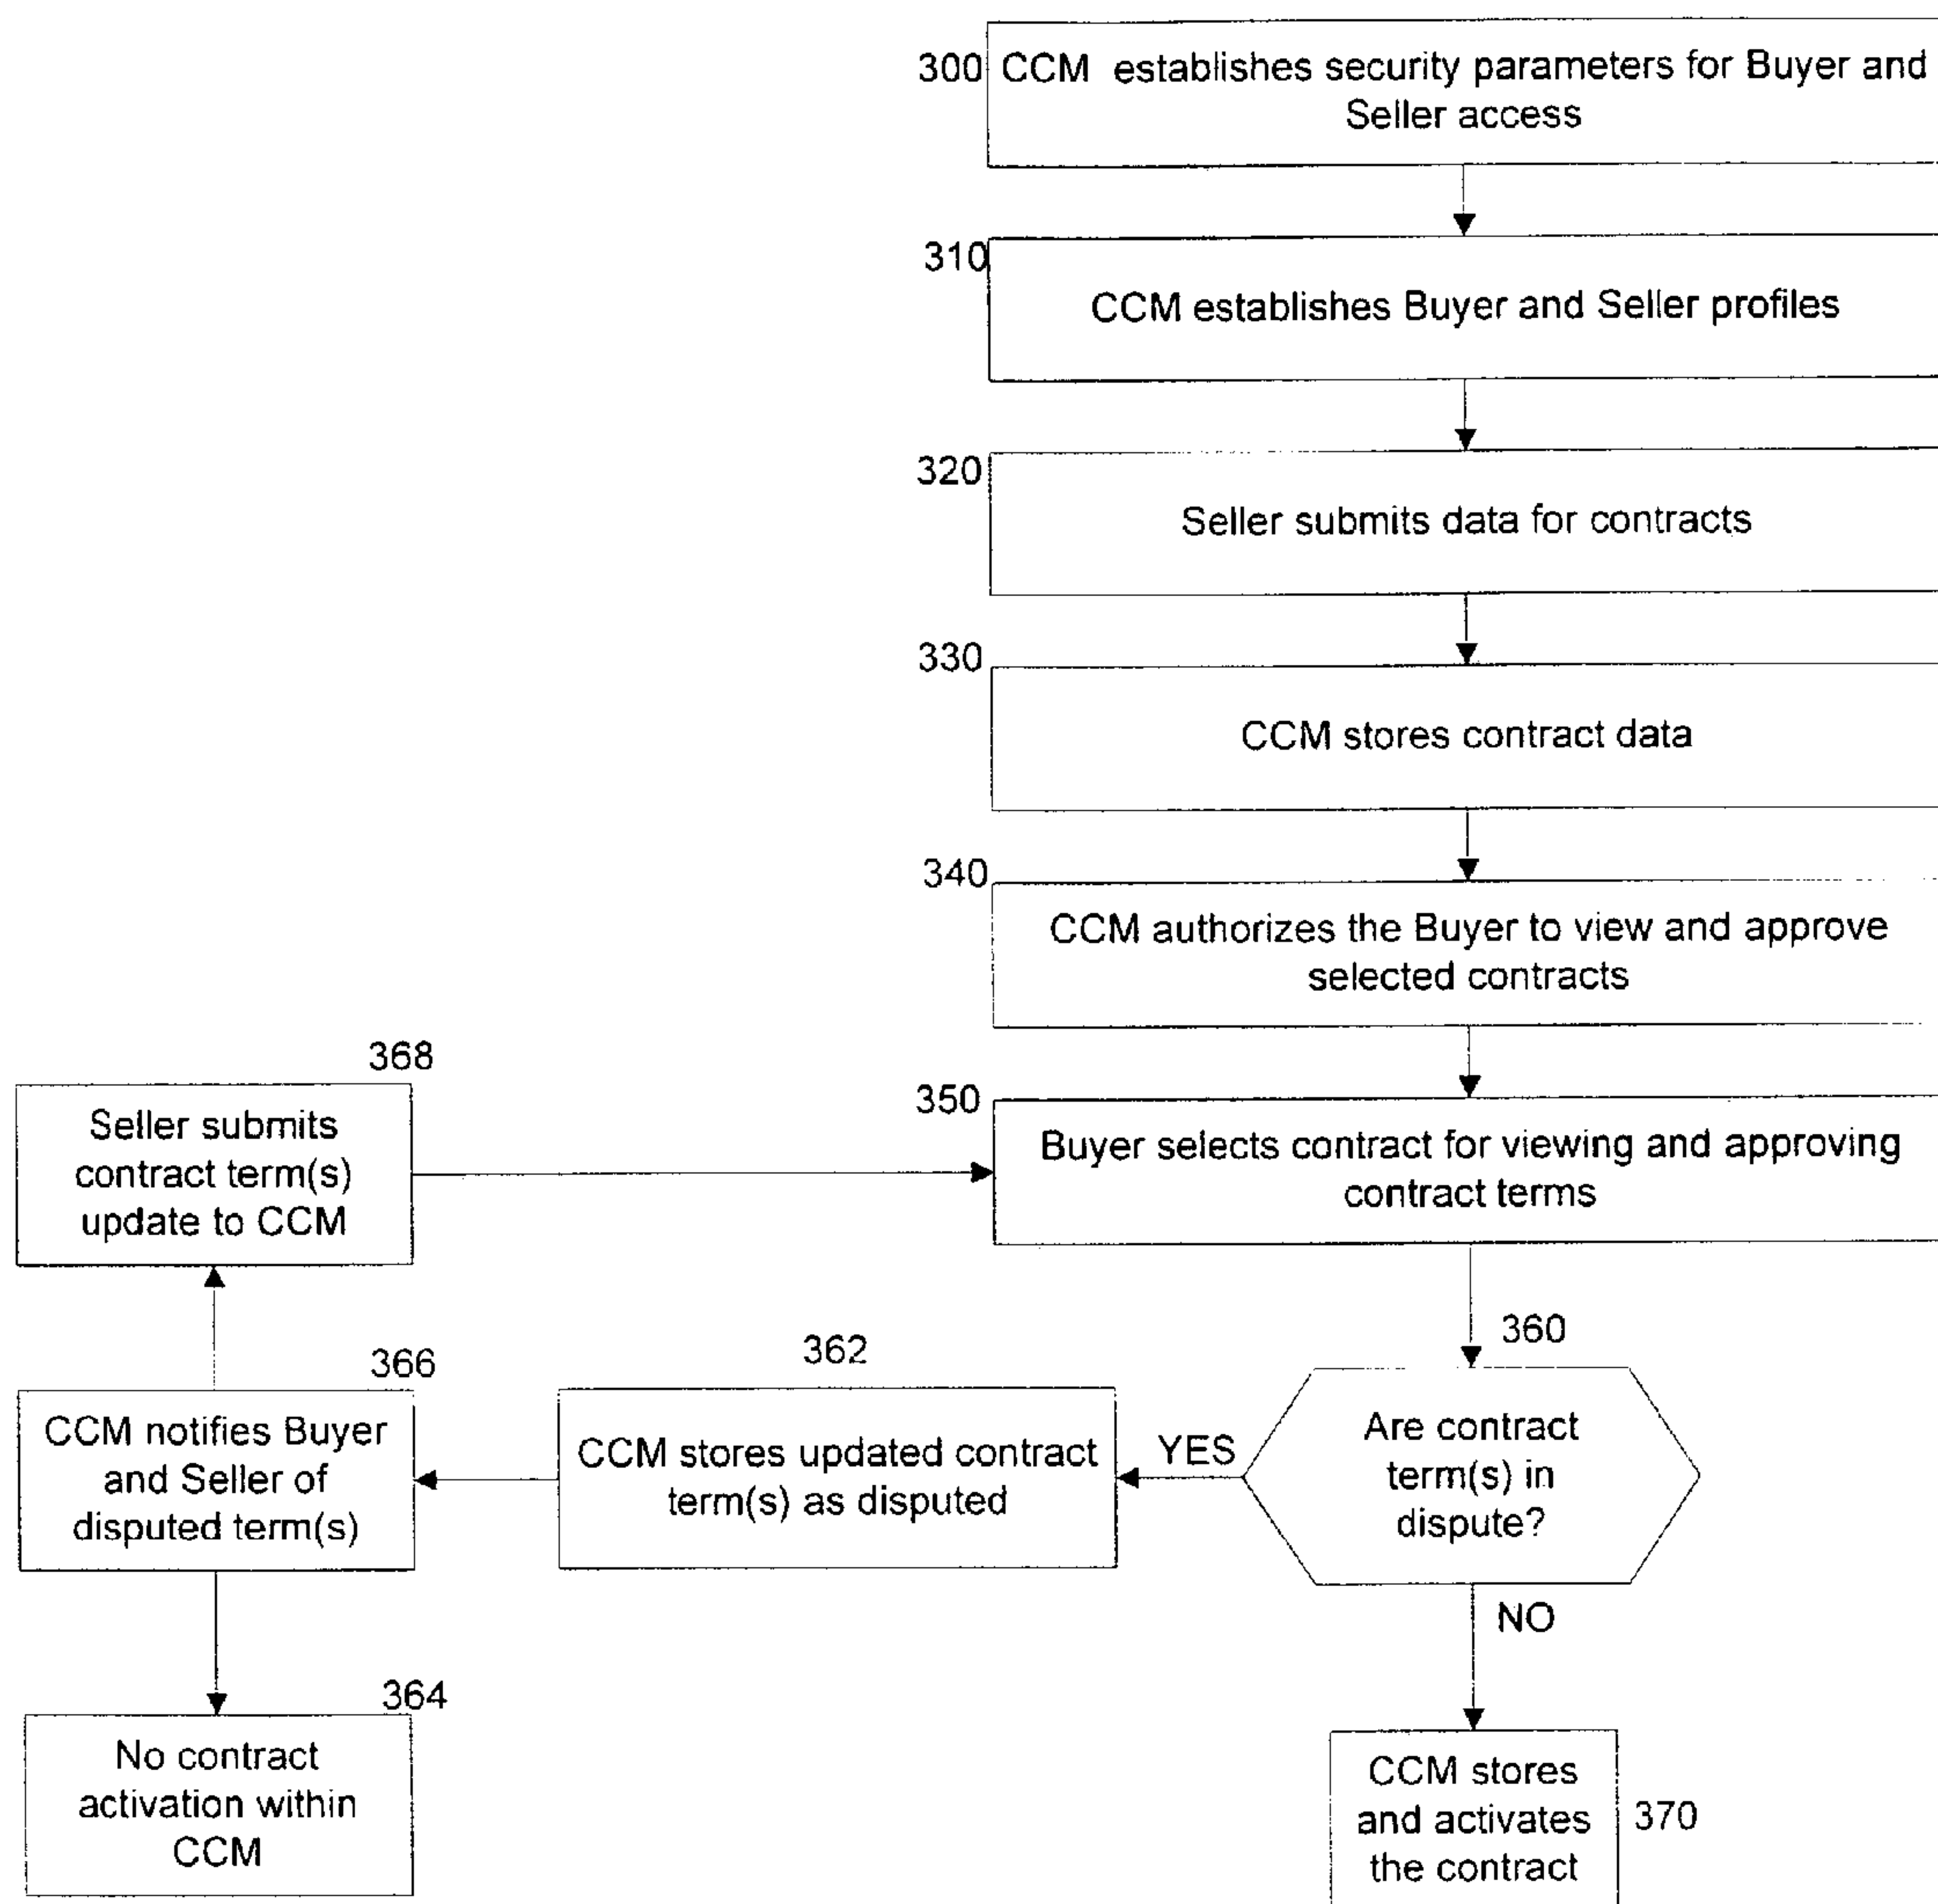 300
CCM establishes security parameters for Buyer and
Seller access
310
CCM establishes Buyer and Seller profiles
320
Seller submits data for contracts
330
CCM stores contract data
340
CCM authorizes the Buyer to view and approve
selected contracts
350
Buyer selects contract for viewing and approving
contract terms
368
Seller submits
contract term(s)
update to CCM
360
Are contract
term(s) in
dispute?
YES
362
CCM stores updated contract
term(s) as disputed
366
CCM notifies Buyer
and Seller of
disputed term(s)
364
No contract
activation within
CCM
NO
CCM stores
and activates
the contract
370